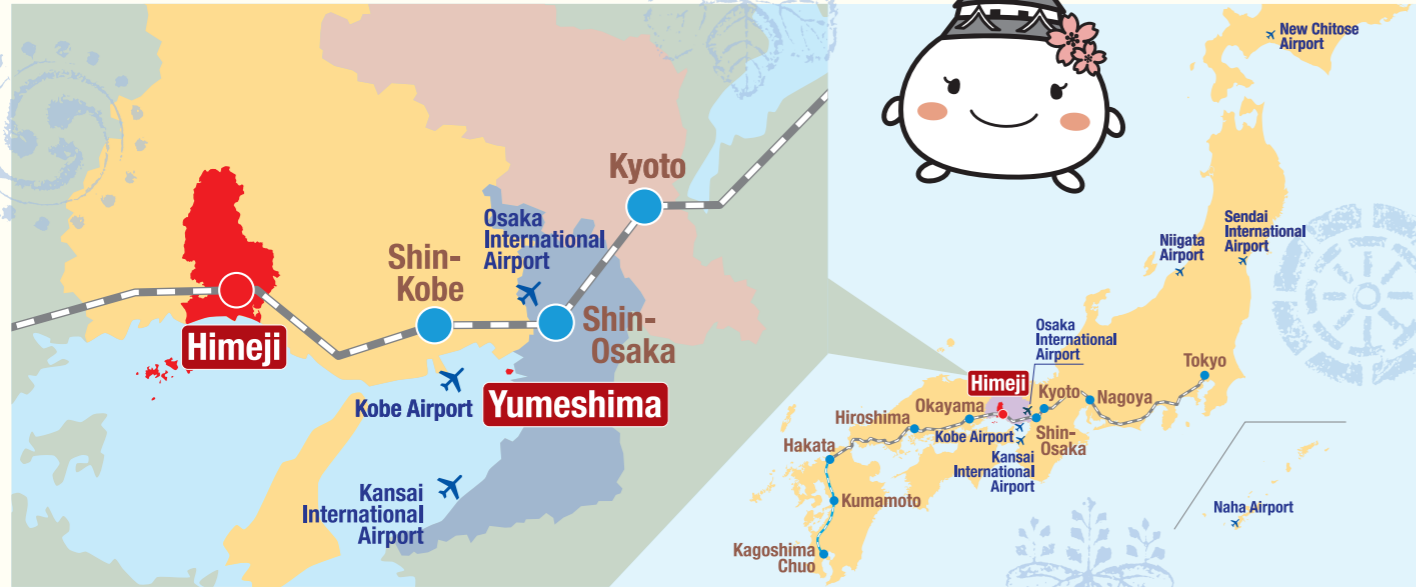 Kyoto
Osaka
International
Airport
Shin-
Kobe
Shin-
Osaka
Himeji
Kobe Airport
Yumeshima
Kansai
International
Airport
New Chitose
Airport
Sendai
International
Airport
Niigata
Airport
Osaka
International
Airport
Tokyo
Himeji
Kyoto
Nagoya
Okayama
Hiroshima
Kobe Airport
Shin-
Osaka
Hakata
Kansai
International
Airport
Kumamoto
Naha Airport
Kagoshima
Chuo